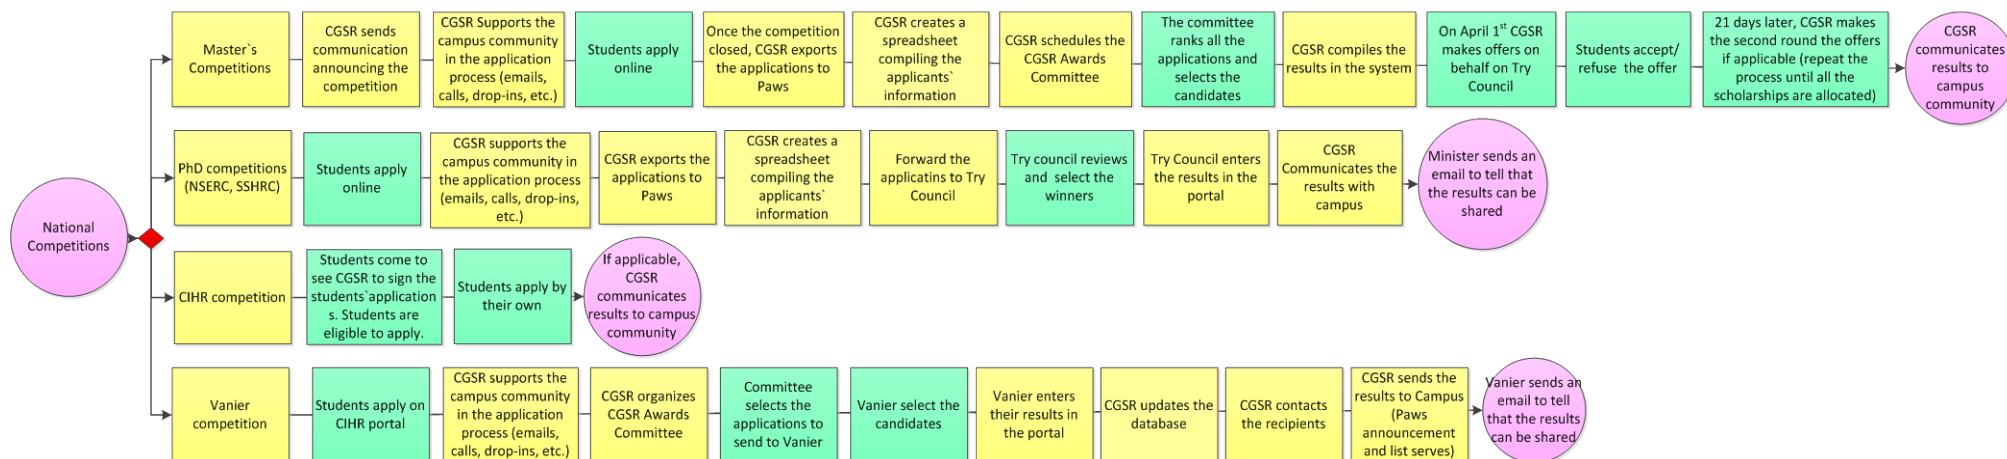 National
Competitions
Master`s
Competitions
CGSR sends
communication
announcing the
competition
CGSR Supports the
campus community
in the application
process (emails,
calls, drop-ins, etc.)
Students apply
online
Once the competition
closed, CGSR exports
the applications to
Paws
CGSR creates a
spreadsheet
compiling the
applicants`
information
CGSR schedules the
CGSR Awards
Committee
The committee
ranks all the
applications and
selects the
candidates
CGSR compiles the
results in the system
On April 1st CGSR
makes offers on
behalf on Try
Council
Students accept/
refuse the offer
21 days later, CGSR makes
the second round the offers
if applicable (repeat the
process until all the
scholarships are allocated)
CGSR
communicates
results to
campus
community
PhD competitions
(NSERC, SSHRC)
Students apply
online
CGSR supports the
campus community in
the application process
(emails, calls, drop-ins,
etc.)
CGSR exports the
applications to
Paws
CGSR creates a
spreadsheet
compiling the
applicants`
information
Forward the
applicatins to Try
Council
Try council reviews
and select the
winners
Try Council enters
the results in the
portal
CGSR
Communicates the
results with
campus
Minister sends an
email to tell that
the results can be
shared
CIHR competition
Students come to
see CGSR to sign the
students`application
s. Students are
eligible to apply.
Students apply by
their own
If applicable,
CGSR
communicates
results to campus
community
Vanier
competition
Students apply on
CIHR portal
CGSR supports the
campus community
in the application
process (emails,
calls, drop-ins, etc.)
CGSR organizes
CGSR Awards
Committee
Committee
selects the
applications to
send to Vanier
Vanier select the
candidates
Vanier enters
their results in
the portal
CGSR updates the
database
CGSR contacts
the recipients
CGSR sends the
results to Campus
(Paws
announcement
and list serves)
Vanier sends an
email to tell
that the results
can be shared